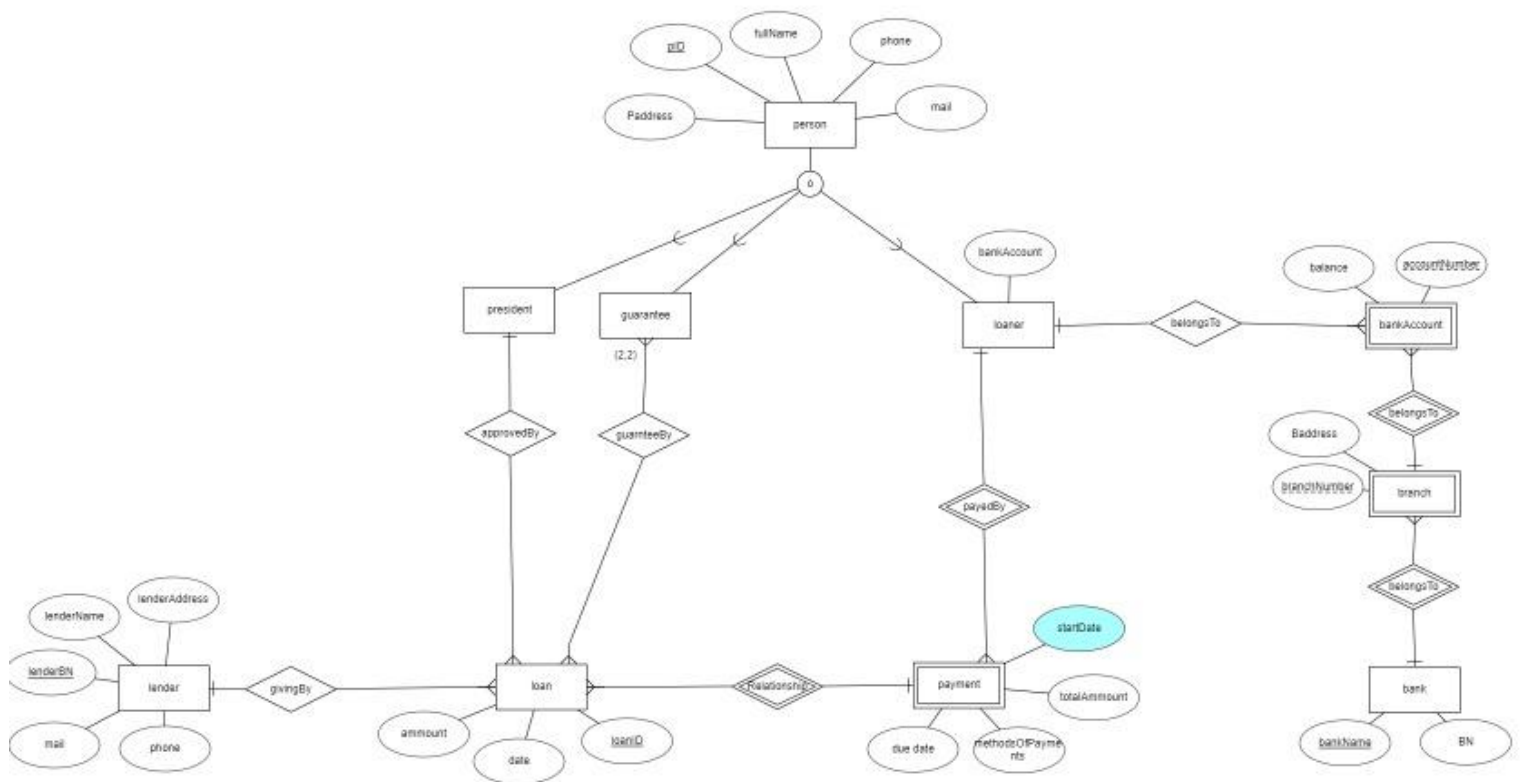 fullName
pID
phone
Paddress
mail
person
o
bankAccount
balance
accountNumber
president
guarantee
loaner
belongsTo
bankAccount
(2,2)
approvedBy
guarnteeBy
belongsTo
Baddress
branchNumber
branch
payedBy
belongsTo
lenderAddress
lenderName
startDate
lenderBN
lender
givingBy
loan
Relationship
payment
totalAmmount
bank
ammount
loanID
mail
phone
date
due date
methodsOfPayme
nts
bankName
BN